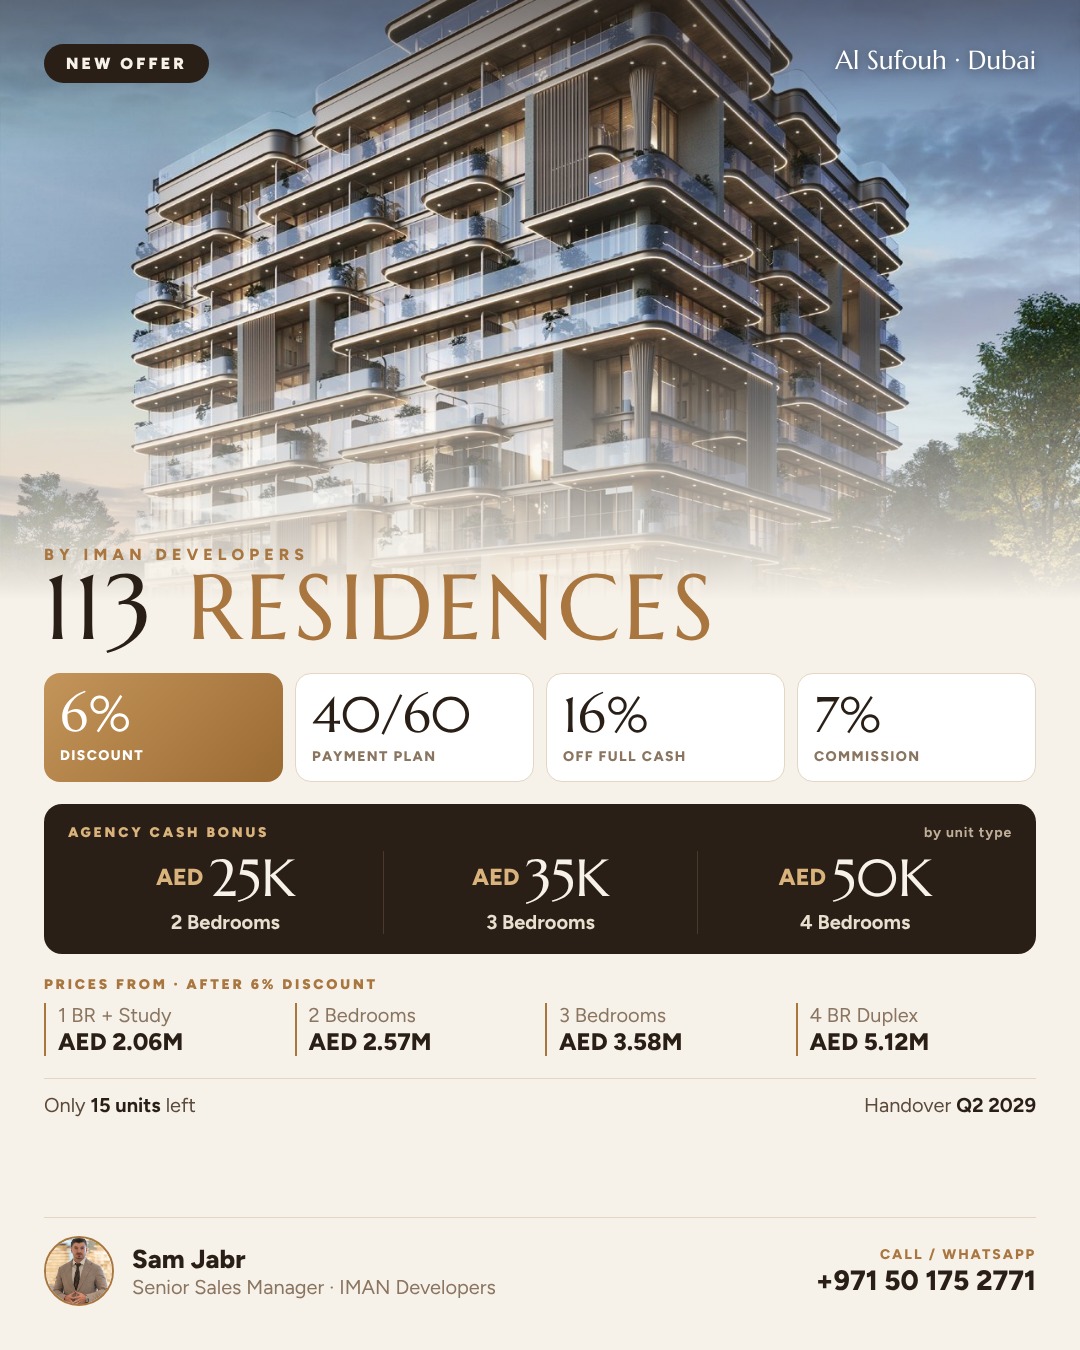 NEW OFFER
Al Sufouh · Dubai
BY IMAN DEVELOPERS
113 RESIDENCES
6%
DISCOUNT
40/60
PAYMENT PLAN
16%
OFF FULL CASH
7%
COMMISSION
AGENCY CASH BONUS
by unit type
AED 25K
2 Bedrooms
AED 35K
3 Bedrooms
AED 50K
4 Bedrooms
PRICES FROM · AFTER 6% DISCOUNT
1 BR + Study
AED 2.06M
2 Bedrooms
AED 2.57M
3 Bedrooms
AED 3.58M
4 BR Duplex
AED 5.12M
Only 15 units left
Handover Q2 2029
Sam Jabr
Senior Sales Manager · IMAN Developers
CALL / WHATSAPP
+971 50 175 2771